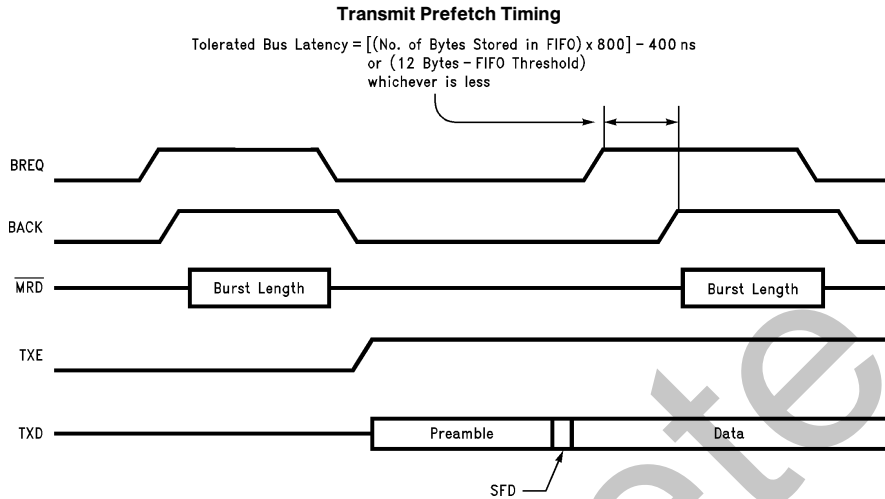 Transmit Prefetch Timing
Tolerated Bus Latency = [(No. of Bytes Stored in FIFO) x 800] - 400 ns
or (12 Bytes - FIFO Threshold)
whichever is less
BREQ
BACK
MRD
Burst Length
Burst Length
TXE
TXD
Preamble
Data
SFD
ete